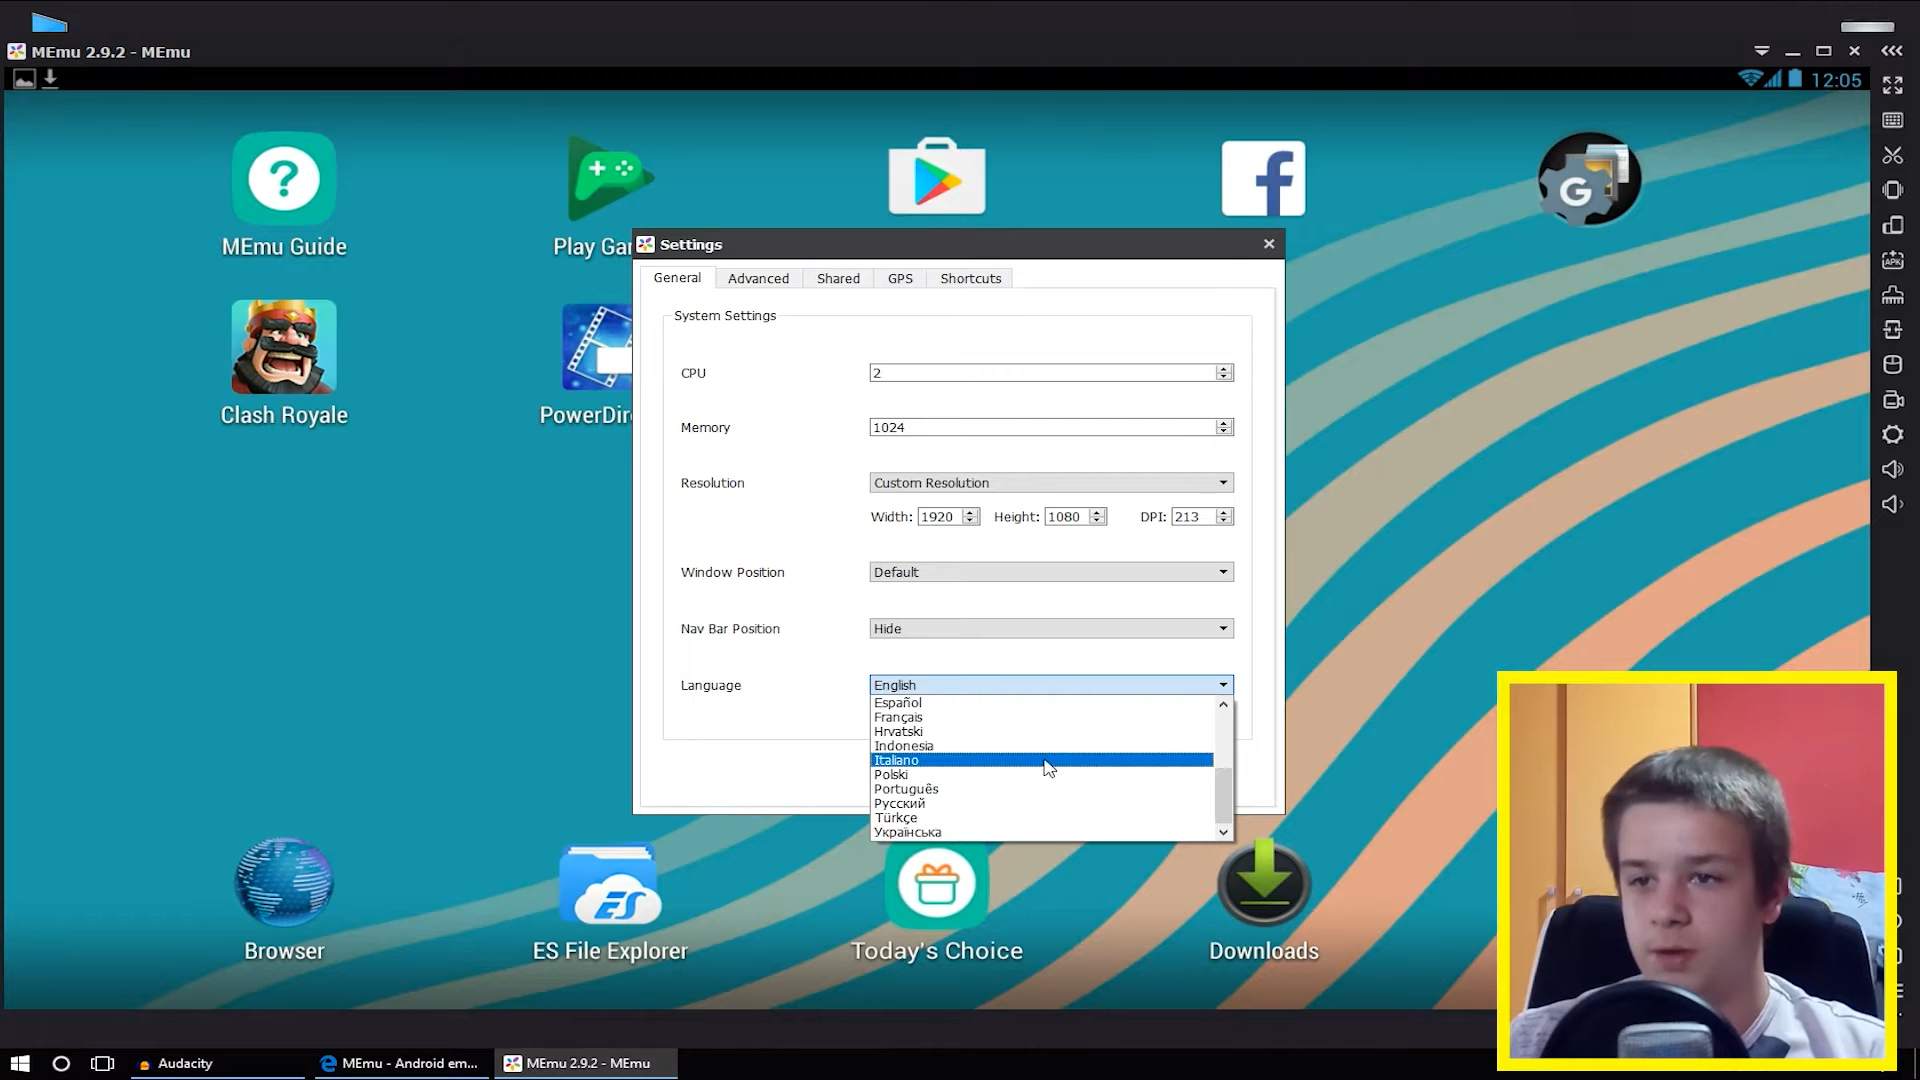 MEmu 2.9.2 - MEmu
12:05
MEmu Guide
Play Gam
G
f
Settings
General
Advanced
Shared
GPS
Shortcuts
System Settings
CPU
2
Memory
1024
Resolution
Custom Resolution
Width: 1920
Height: 1080
DPI: 213
Window Position
Default
Nav Bar Position
Hide
Language
English
Español
Français
Hrvatski
Indonesia
Italiano
Polski
Português
Русский
Türkçe
Українська
Clash Royale
PowerDir
APK
ES
Browser
ES File Explorer
Today's Choice
Downloads
Audacity
MEmu - Android em...
MEmu 2.9.2 - MEmu